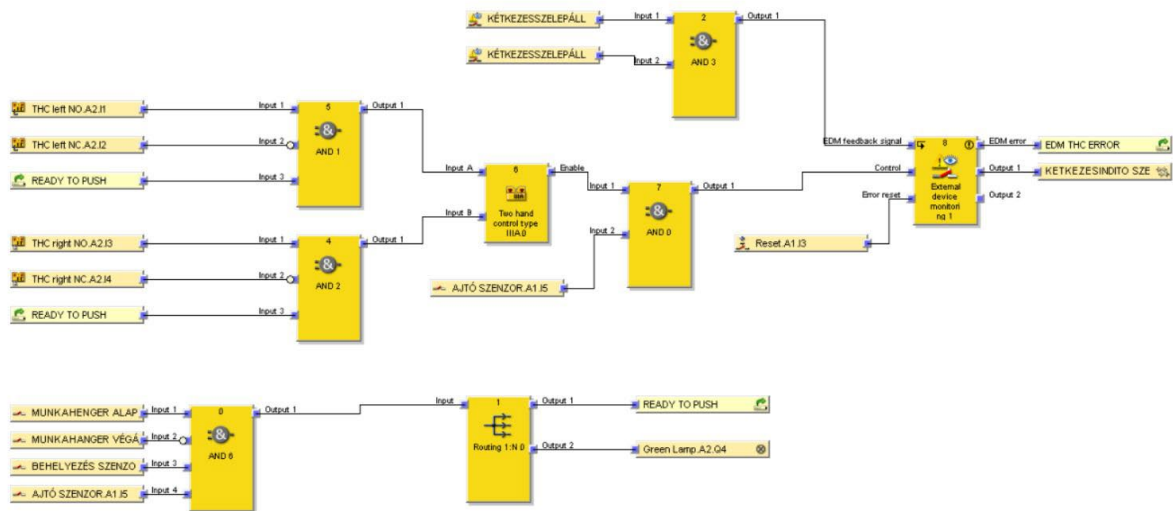 KÉTKEZESSZELEPÁLL
Input 1
2
Output 1
KÉTKEZESSZELEPÁLL
Input 2
AND 3
THC left NO.A2.I1
Input 1
5
Output 1
THC left NC.A2.I2
Input 2
AND 1
READY TO PUSH
Input 3
EDM feedback signal
8
EDM error
EDM THC ERROR
Input A
6
Enable
Input 1
7
Output 1
Control
Output 1
KETKEZESINDITO SZE
External
device
monitori
ng 1
Error reset
Output 2
Input B
Two hand
control type
IIIA 0
AND 0
THC right NO.A2.I3
Input 1
4
Output 1
Input 2
Reset.A1.I3
THC right NC.A2.I4
Input 2
AND 2
AJTÓ SZENZOR.A1.I5
READY TO PUSH
Input 3
MUNKAHENGER ALAP
Input 1
0
Output 1
Input
1
Output 1
READY TO PUSH
MUNKAHANGER VÉGÁ
Input 2
AND 6
Routing 1:N 0
Output 2
Green Lamp.A2.Q4
BEHELYEZÉS SZENZO
Input 3
AJTÓ SZENZOR.A1.I5
Input 4